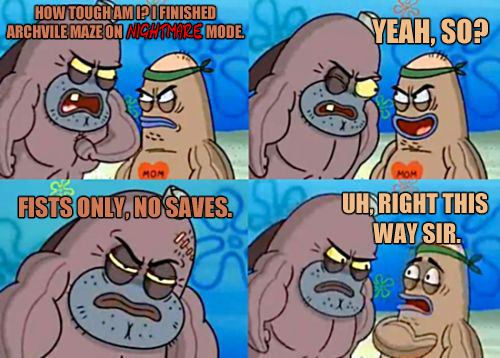 HOW TOUGH AM I? I FINISHED
ARCHVILE MAZE ON NIGHTMARE MODE.
MOM
YEAH, SO?
MOM
FISTS ONLY, NO SAVES.
UH, RIGHT THIS
WAY SIR.